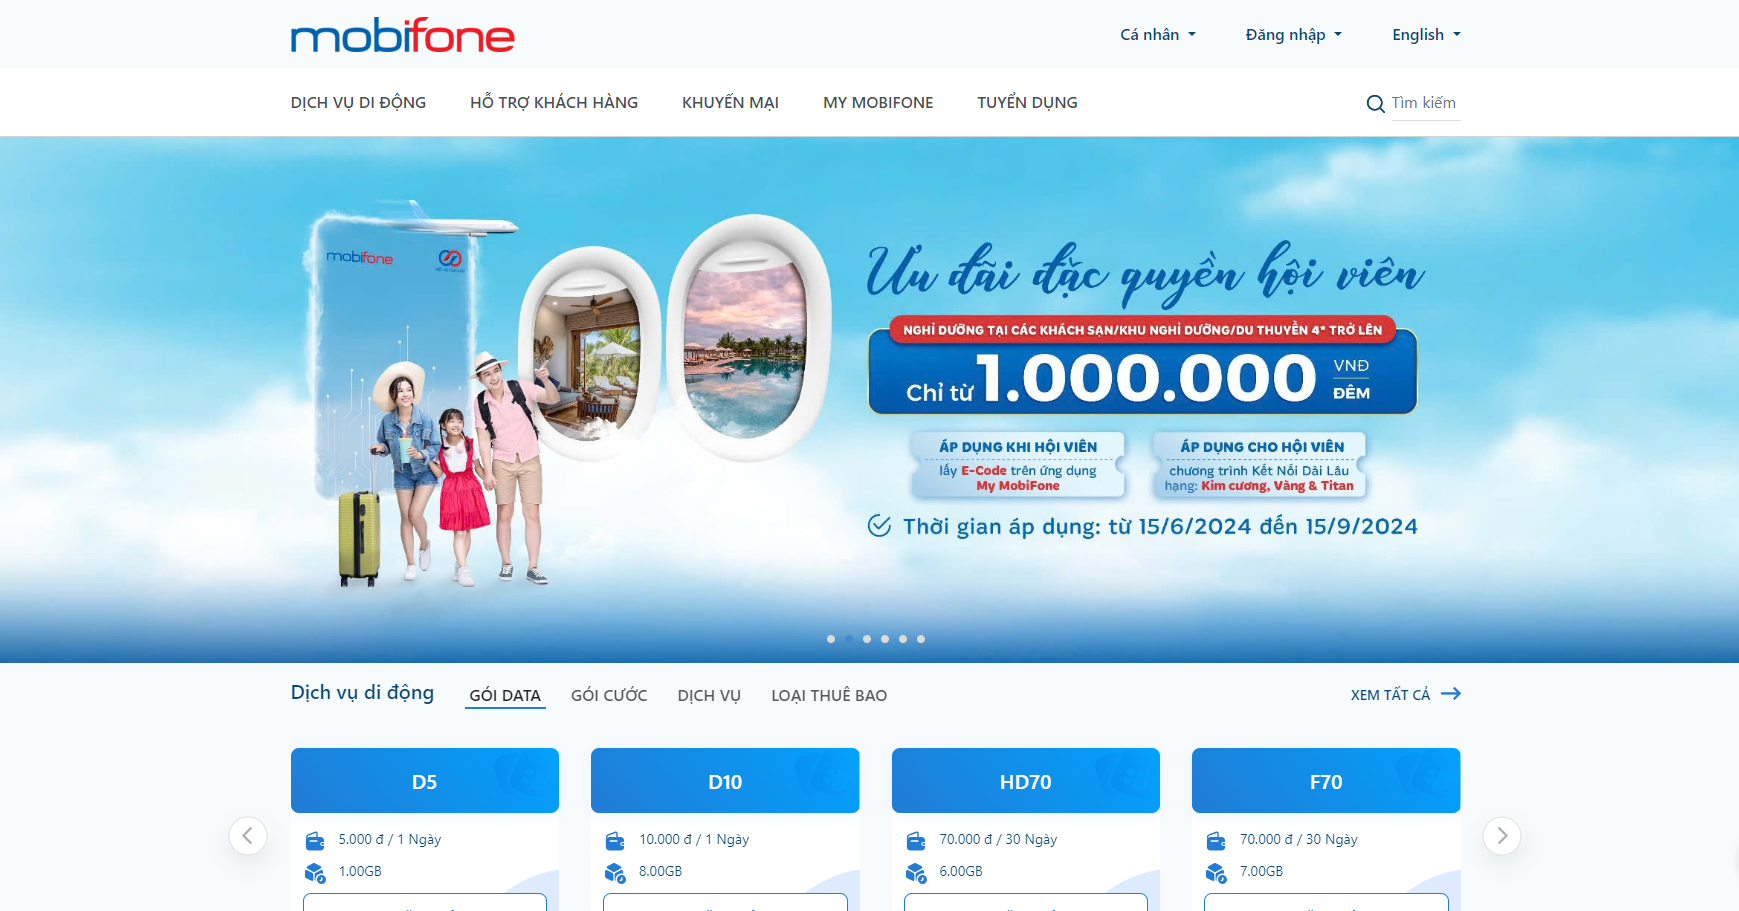 mobifone
Cá nhân
Đăng nhập
English
DỊCH VỤ DI ĐỘNG
HỖ TRỢ KHÁCH HÀNG
KHUYẾN MẠI
MY MOBIFONE
TUYỂN DỤNG
Tìm kiếm
mobifone
Ưu đãi đặc quyền hội viên
NGHỈ DƯỠNG TẠI CÁC KHÁCH SẠN/KHU NGHỈ DƯỠNG/DU THUYỀN 4* TRỞ LÊN
Chỉ từ 1.000.000 VNĐ
ĐÊM
ÁP DỤNG KHI HỘI VIÊN
lấy E-Code trên ứng dụng
My MobiFone
ÁP DỤNG CHO HỘI VIÊN
chương trình Kết Nối Dài Lâu
hạng: Kim cương, Vàng & Titan
Thời gian áp dụng: từ 15/6/2024 đến 15/9/2024
Dịch vụ di động
GÓI DATA
GÓI CƯỚC
DỊCH VỤ
LOẠI THUÊ BAO
XEM TẤT CẢ
D5
5.000 đ / 1 Ngày
1.00GB
D10
10.000 đ / 1 Ngày
8.00GB
HD70
70.000 đ / 30 Ngày
6.00GB
F70
70.000 đ / 30 Ngày
7.00GB